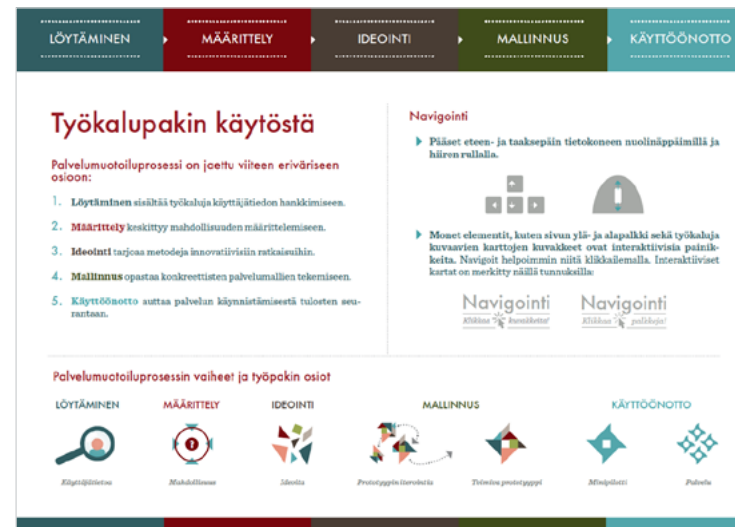 LÖYTÄMINEN
MÄÄRITTELY
IDEOINTI
MALLINNUS
KÄYTTÖÖNOTTO
Työkalupakin käytöstä
Palvelumuotoiluprosessi on jaettu viiteen eriväriseen
osioon:
1. Löytäminen sisältää työkaluja käyttäjätiedon hankkimiseen.
2. Määrittely keskittyy mahdollisuuden määrittelemiseen.
3. Ideointi tarjoaa metodeja innovatiivisiin ratkaisuihin.
4. Mallinnus opastaa konkreettisten palvelumallien tekemiseen.
5. Käyttöönotto auttaa palvelun käynnistämisestä tulosten seu-
rantaan.
Navigointi
Pääset eteen- ja taaksepäin tietokoneen nuolinäppäimillä ja
hiiren rullalla.
Monet elementit, kuten sivun ylä- ja alapalkki sekä työkaluja
kuvaavien karttojen kuvakkeet ovat interaktiivisia painik-
keita. Navigoit helpoimmin niitä klikkailemalla. Interaktiiviset
kartat on merkitty näillä tunnuksilla:
Navigointi
Klikkaa kuvakketta!
Navigointi
Klikkaa palkkeja!
Palvelumuotoiluprosessin vaiheet ja työpakin osiot
LÖYTÄMINEN
MÄÄRITTELY
IDEOINTI
MALLINNUS
KÄYTTÖÖNOTTO
?
Käyttäjätietoa
Mahdollisuus
Ideoita
Prototyypin iterointia
Toimiva prototyyppi
Minipilotti
Palvelu